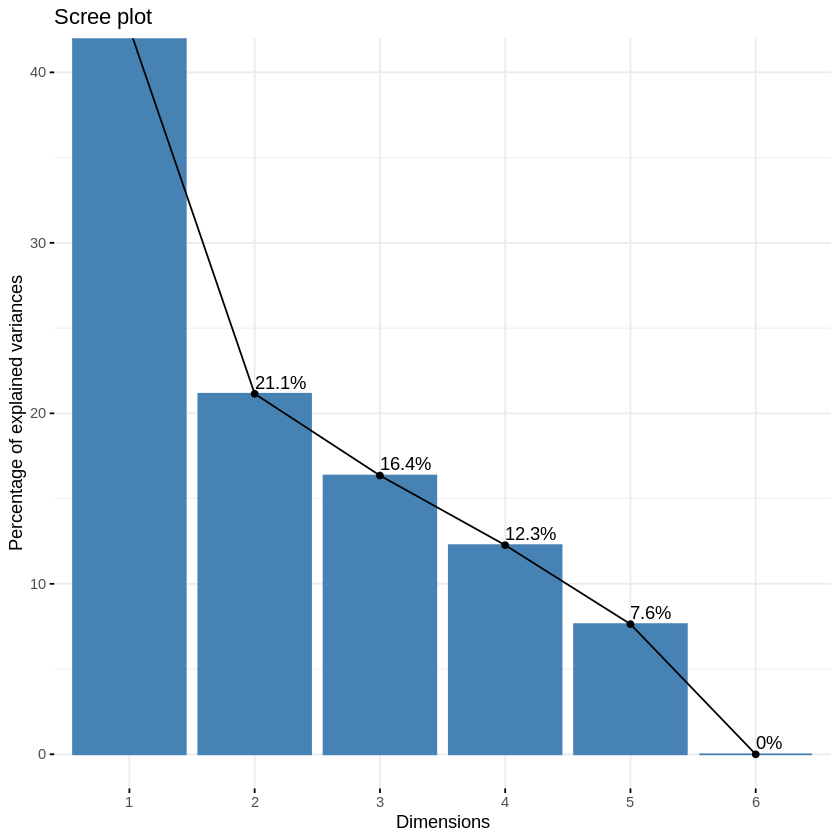 Scree plot
Percentage of explained variances
40
30
20
10
0
21.1%
16.4%
12.3%
7.6%
0%
1 2 3 4 5 6
Dimensions